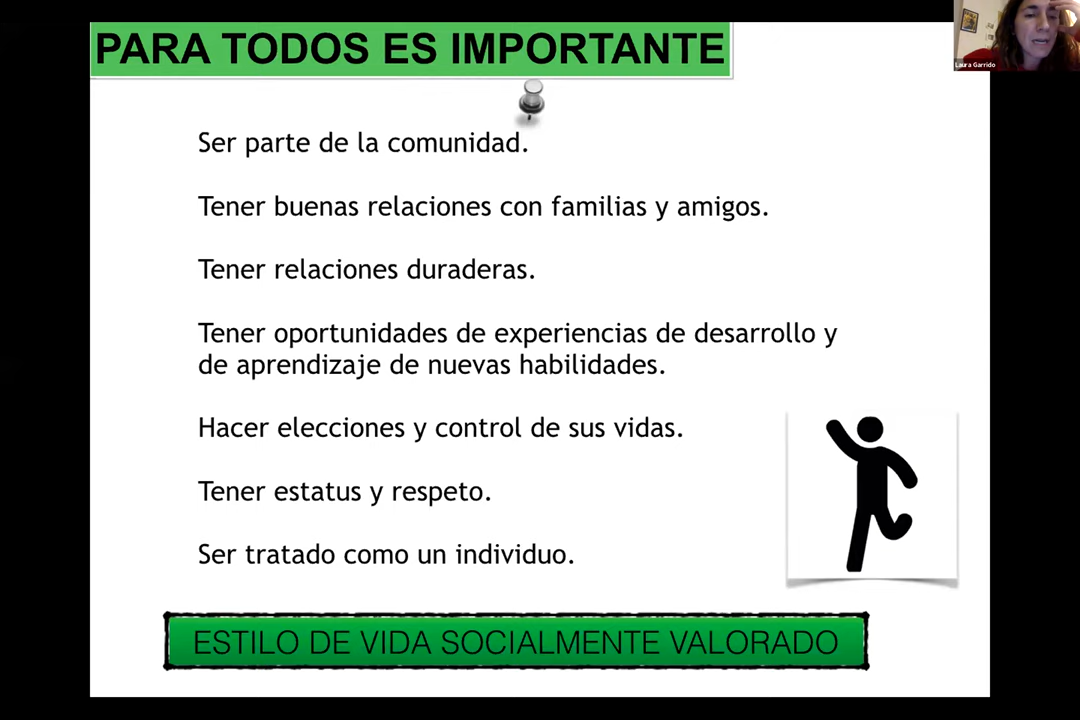 PARA TODOS ES IMPORTANTE
Laura Garrido
Ser parte de la comunidad.
Tener buenas relaciones con familias y amigos.
Tener relaciones duraderas.
Tener oportunidades de experiencias de desarrollo y
de aprendizaje de nuevas habilidades.
Hacer elecciones y control de sus vidas.
Tener estatus y respeto.
Ser tratado como un individuo.
ESTILO DE VIDA SOCIALMENTE VALORADO